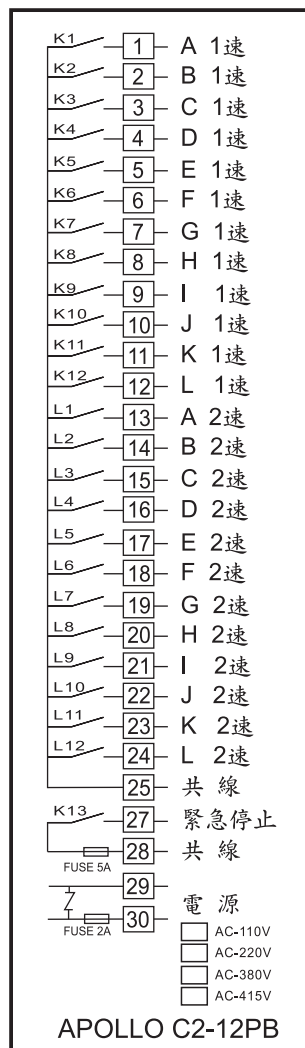 K1 1 A 1速
K2 2 B 1速
K3 3 C 1速
K4 4 D 1速
K5 5 E 1速
K6 6 F 1速
K7 7 G 1速
K8 8 H 1速
K9 9 I 1速
K10 10 J 1速
K11 11 K 1速
K12 12 L 1速
L1 13 A 2速
L2 14 B 2速
L3 15 C 2速
L4 16 D 2速
L5 17 E 2速
L6 18 F 2速
L7 19 G 2速
L8 20 H 2速
L9 21 I 2速
L10 22 J 2速
L11 23 K 2速
L12 24 L 2速
25 共線
K13 27 緊急停止
28 共線
FUSE 5A
29
電源
30
FUSE 2A
AC-110V
AC-220V
AC-380V
AC-415V
APOLLO C2-12PB